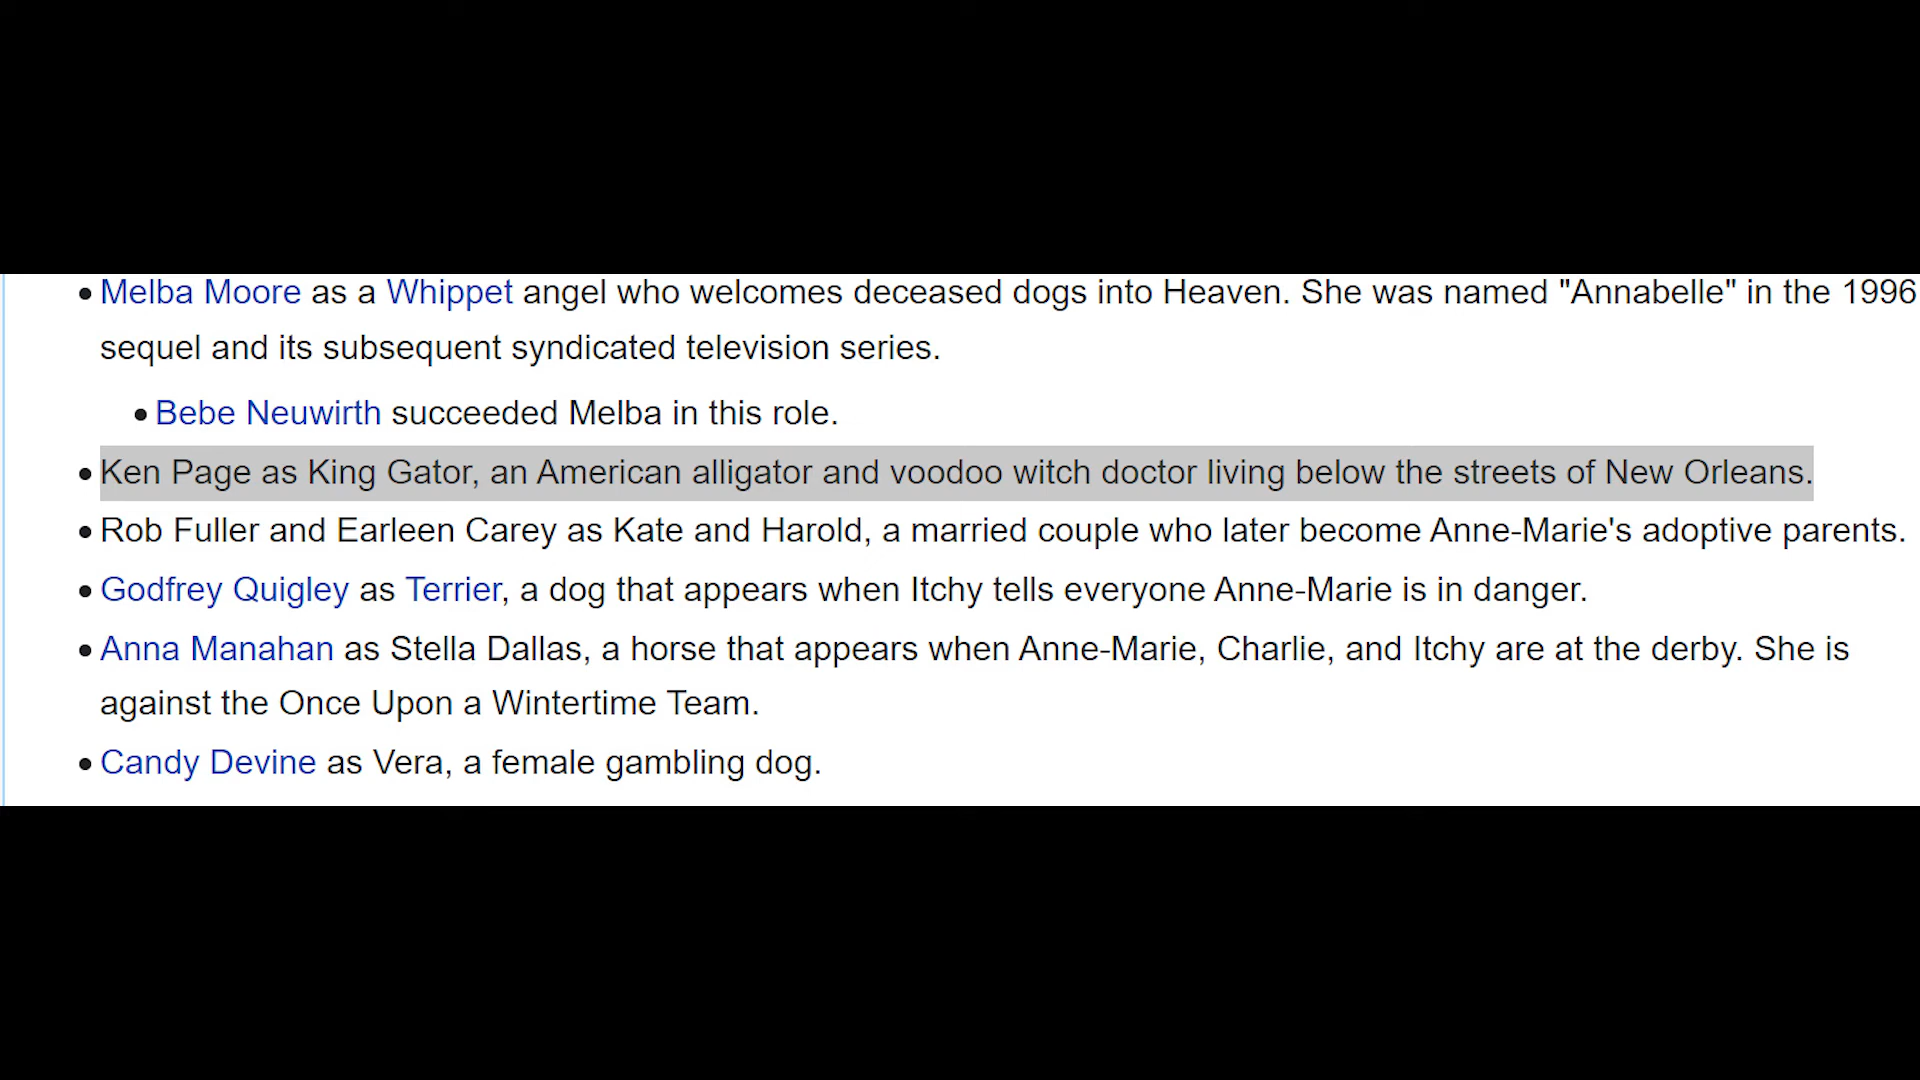 Melba Moore as a Whippet angel who welcomes deceased dogs into Heaven. She was named "Annabelle" in the 1996
sequel and its subsequent syndicated television series.
Bebe Neuwirth succeeded Melba in this role.
Ken Page as King Gator, an American alligator and voodoo witch doctor living below the streets of New Orleans.
Rob Fuller and Earleen Carey as Kate and Harold, a married couple who later become Anne-Marie's adoptive parents.
Godfrey Quigley as Terrier, a dog that appears when Itchy tells everyone Anne-Marie is in danger.
Anna Manahan as Stella Dallas, a horse that appears when Anne-Marie, Charlie, and Itchy are at the derby. She is
against the Once Upon a Wintertime Team.
Candy Devine as Vera, a female gambling dog.